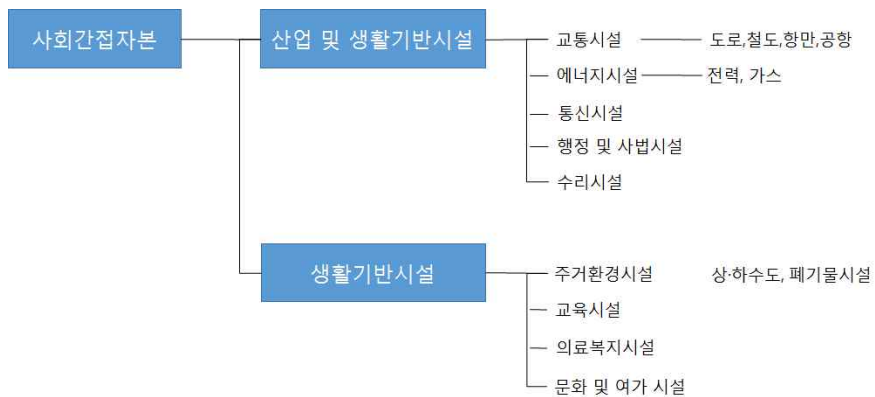 사회간접자본
산업 및 생활기반시설
교통시설
도로,철도,항만,공항
에너지시설
전력, 가스
통신시설
행정 및 사법시설
수리시설
생활기반시설
주거환경시설
상·하수도, 폐기물시설
교육시설
의료복지시설
문화 및 여가 시설